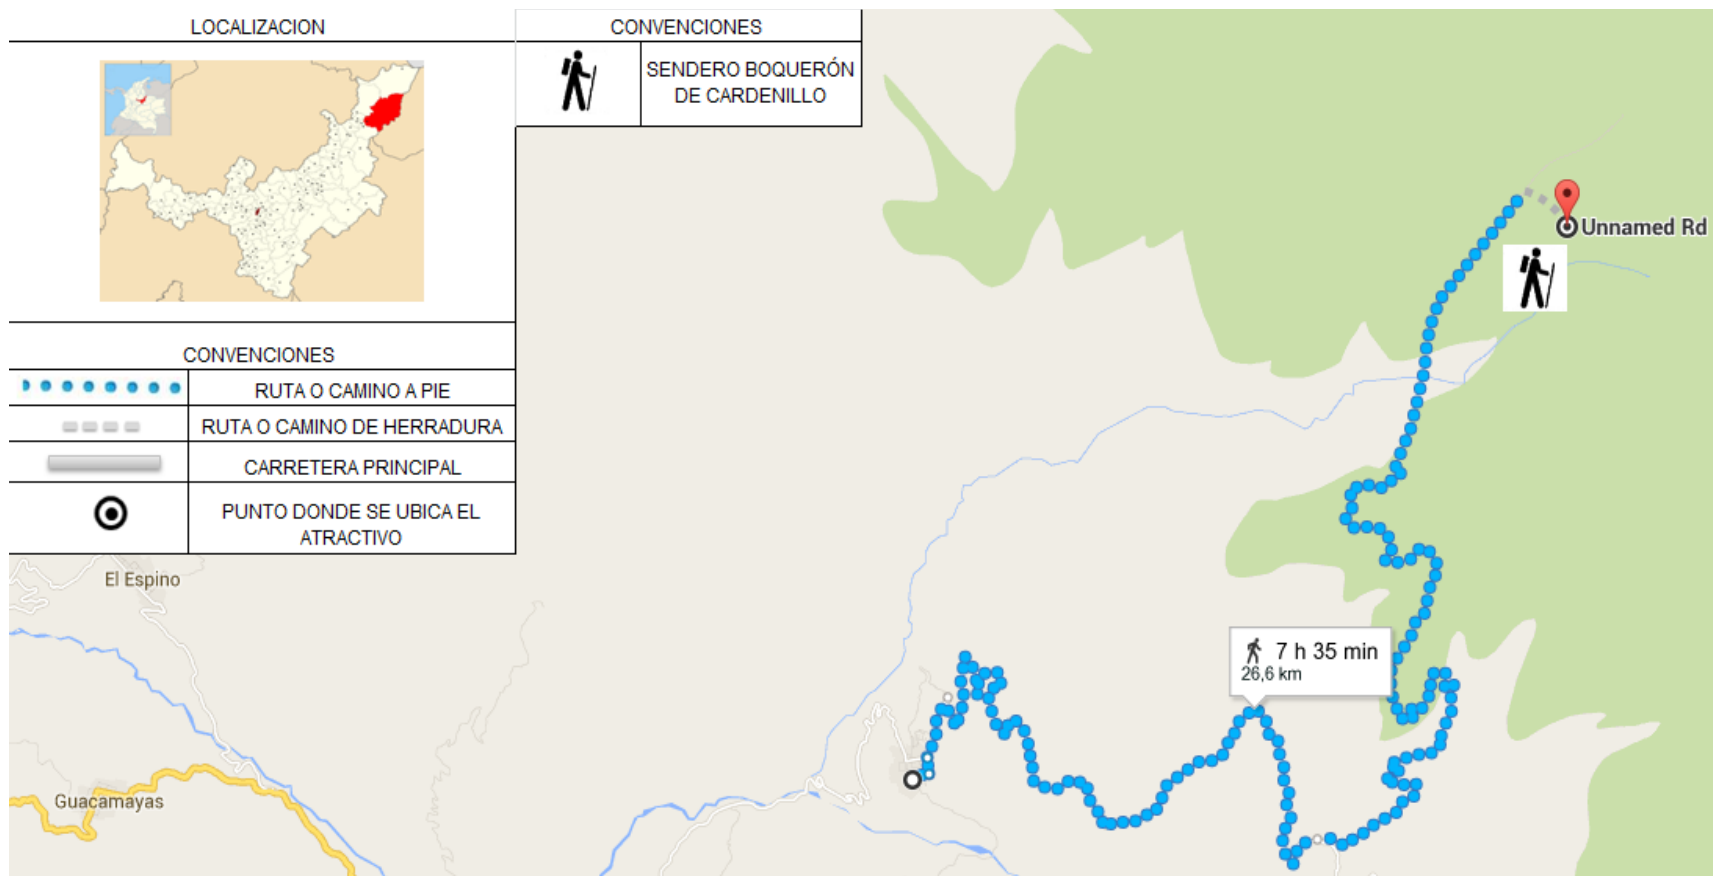 LOCALIZACION
CONVENCIONES
SENDERO BOQUERÓN
DE CARDENILLO
CONVENCIONES
RUTA O CAMINO A PIE
RUTA O CAMINO DE HERRADURA
CARRETERA PRINCIPAL
PUNTO DONDE SE UBICA EL
ATRACTIVO
Unnamed Rd
El Espino
7 h 35 min
26,6 km
Guacamayas